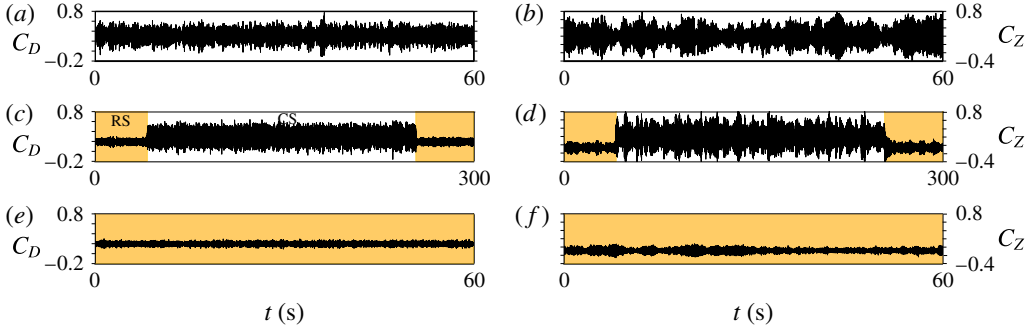 (a) 0.8 (b) 0.8
C_D C_Z
−0.2 −0.4
0 60 0 60
(c) 0.8 RS CS (d) 0.8
C_D C_Z
−0.2 −0.4
0 300 0 300
(e) 0.8 (f) 0.8
C_D C_Z
−0.2 −0.4
0 60 0 60
t (s) t (s)